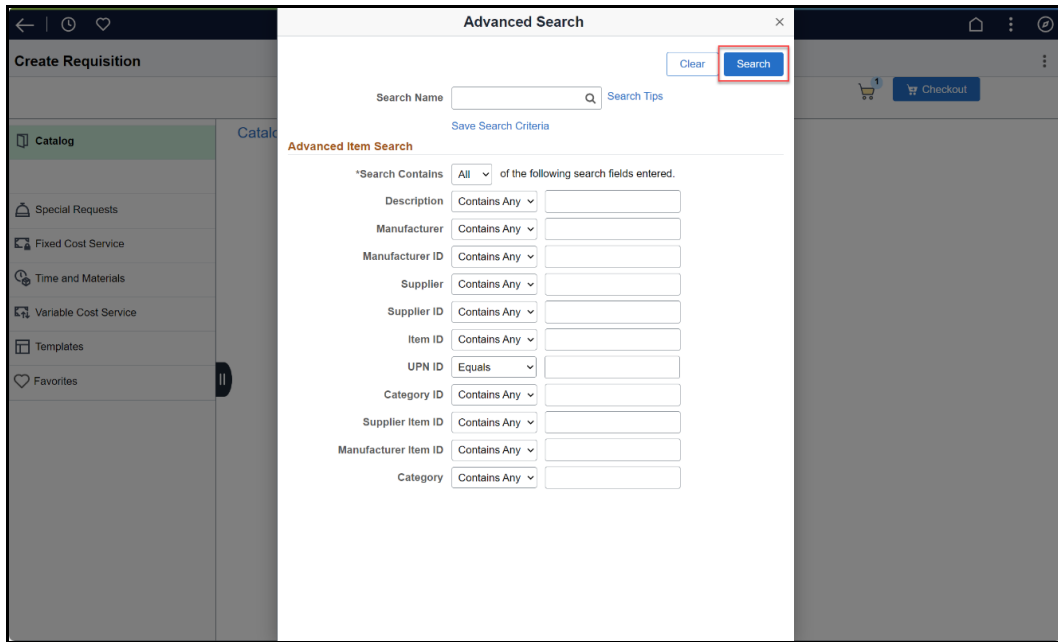 Advanced Search
Create Requisition
Clear
Search
1
Checkout
Search Name
Search Tips
Save Search Criteria
Catalog
Advanced Item Search
*Search Contains All of the following search fields entered.
Description Contains Any
Special Requests
Manufacturer Contains Any
Fixed Cost Service
Manufacturer ID Contains Any
Time and Materials
Supplier Contains Any
Variable Cost Service
Supplier ID Contains Any
Templates
Item ID Contains Any
UPN ID Equals
Favorites
Category ID Contains Any
Supplier Item ID Contains Any
Manufacturer Item ID Contains Any
Category Contains Any